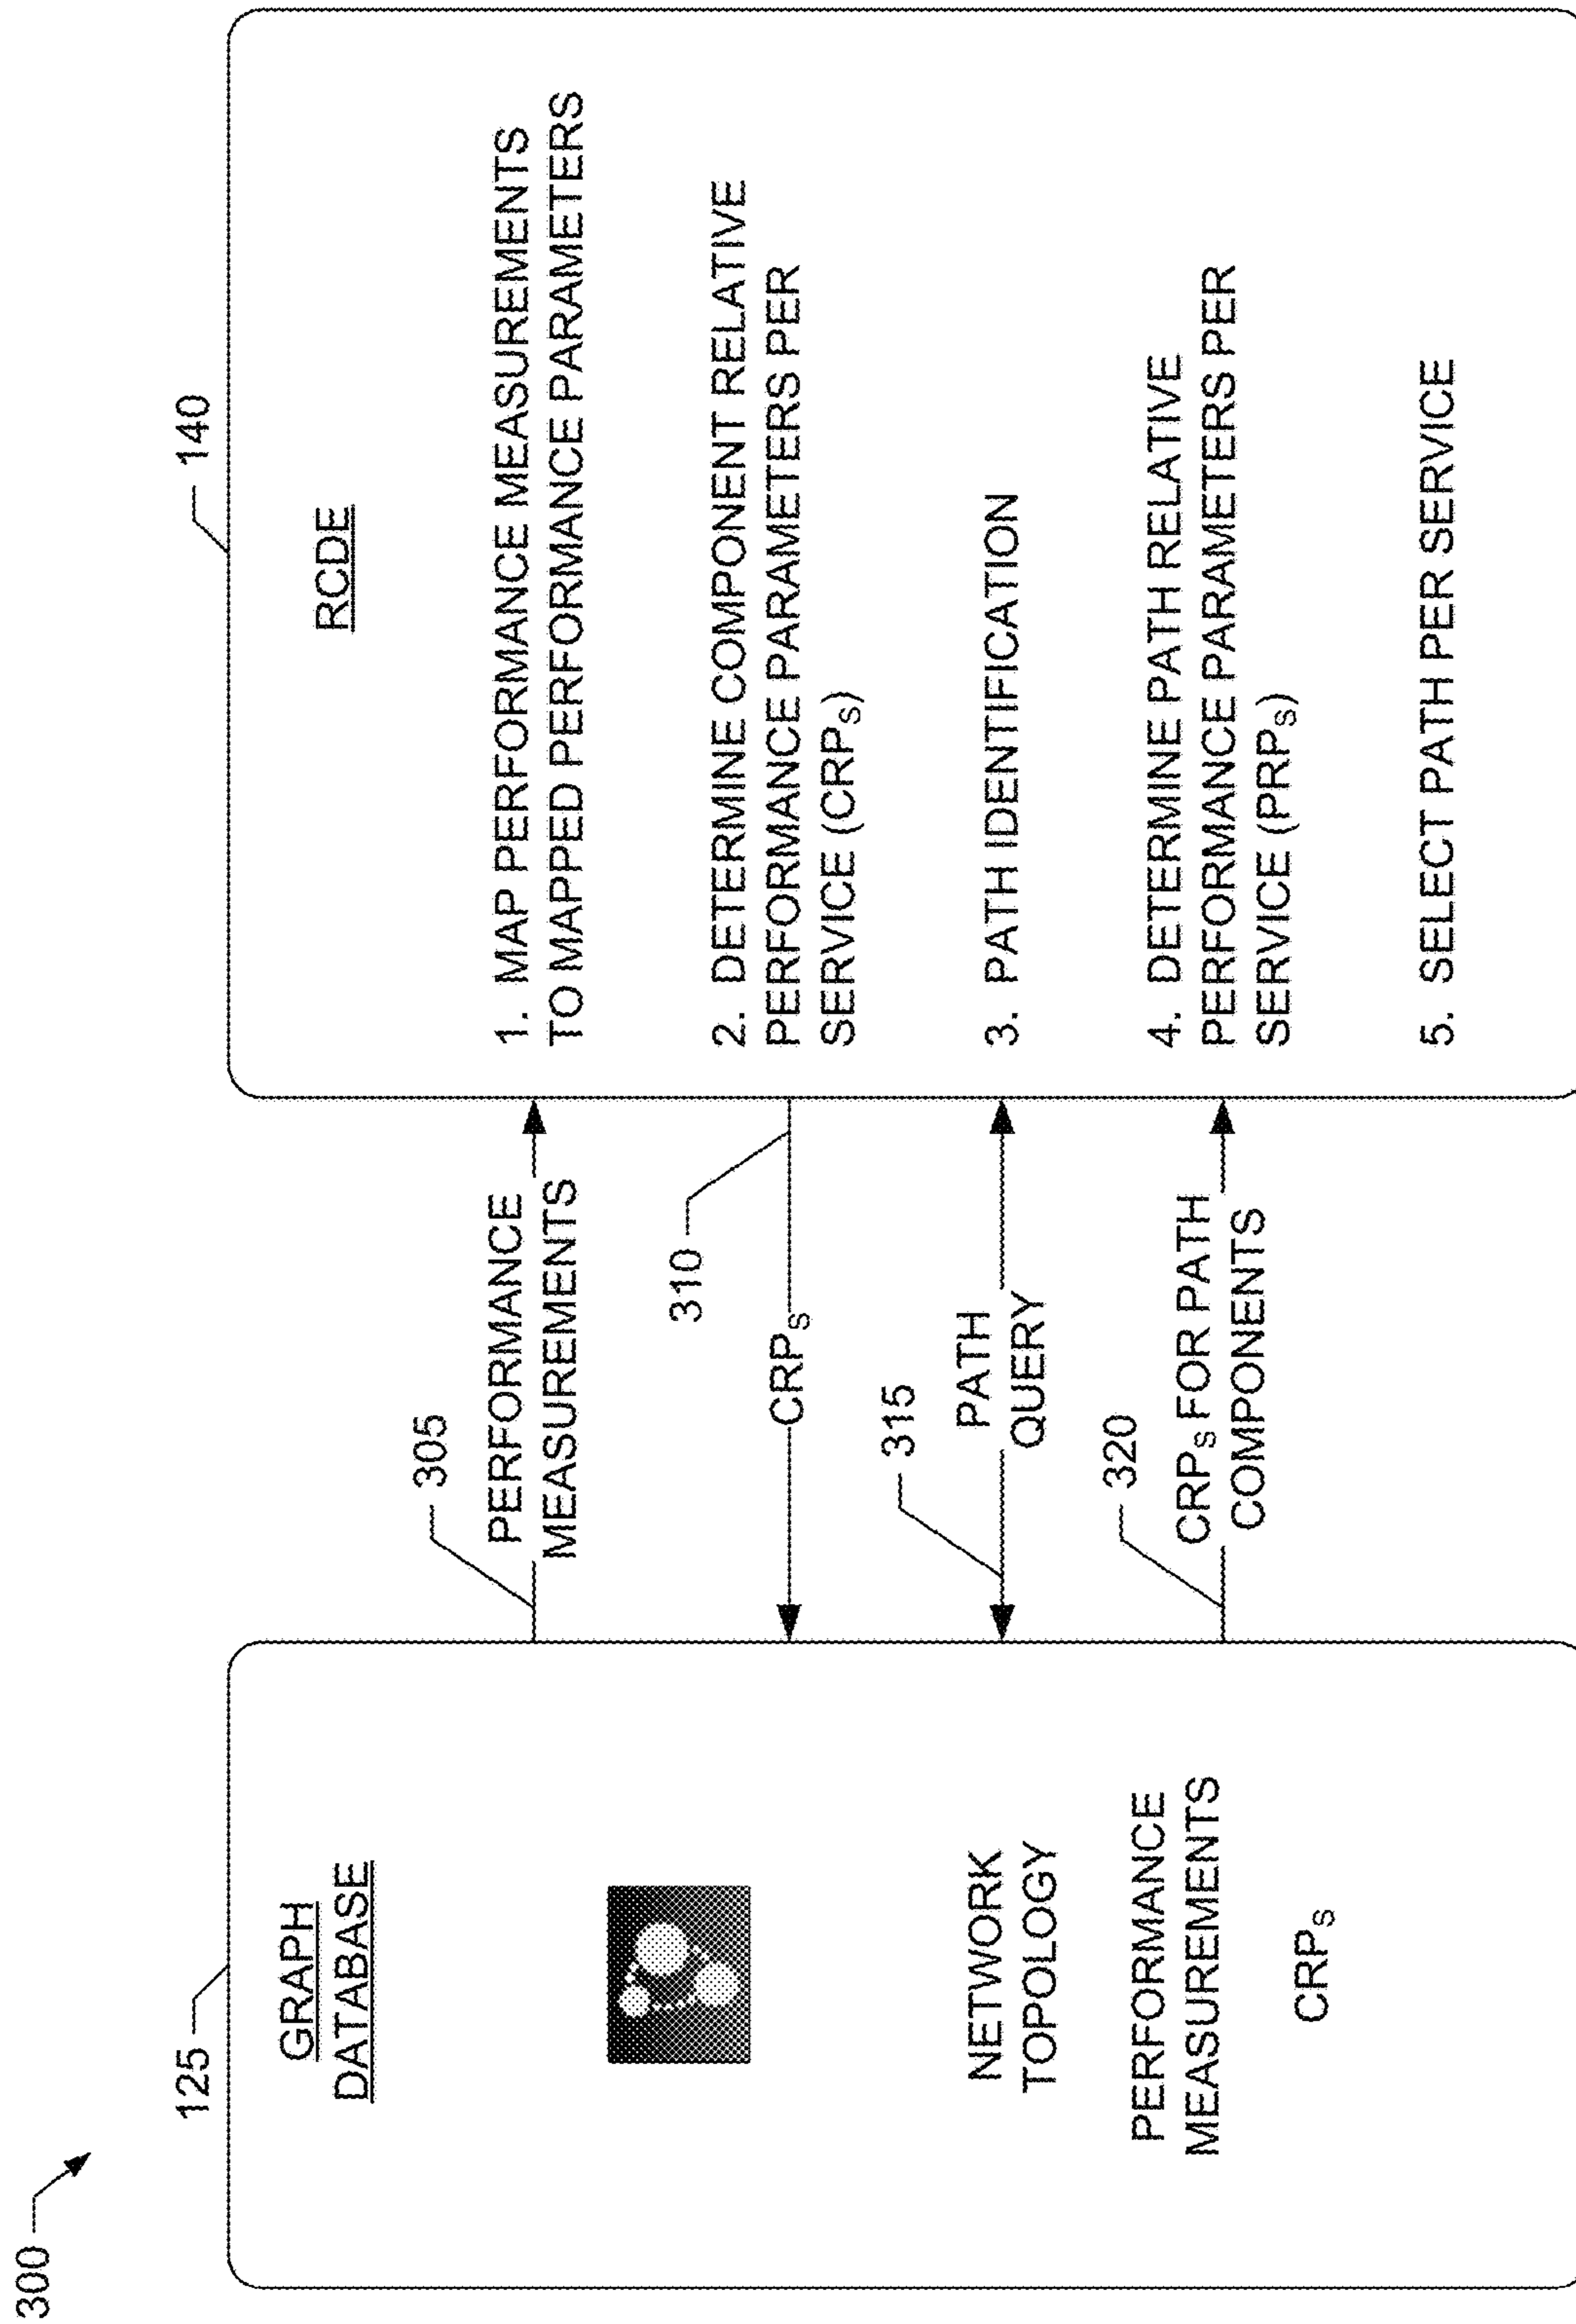 300
125
GRAPH
DATABASE
NETWORK
TOPOLOGY
PERFORMANCE
MEASUREMENTS
CRPS
305
PERFORMANCE
MEASUREMENTS
310
CRPS
315
PATH
QUERY
320
CRPS FOR PATH
COMPONENTS
140
RCDE
1. MAP PERFORMANCE MEASUREMENTS
TO MAPPED PERFORMANCE PARAMETERS
2. DETERMINE COMPONENT RELATIVE
PERFORMANCE PARAMETERS PER
SERVICE (CRPS)
3. PATH IDENTIFICATION
4. DETERMINE PATH RELATIVE
PERFORMANCE PARAMETERS PER
SERVICE (PRPS)
5. SELECT PATH PER SERVICE